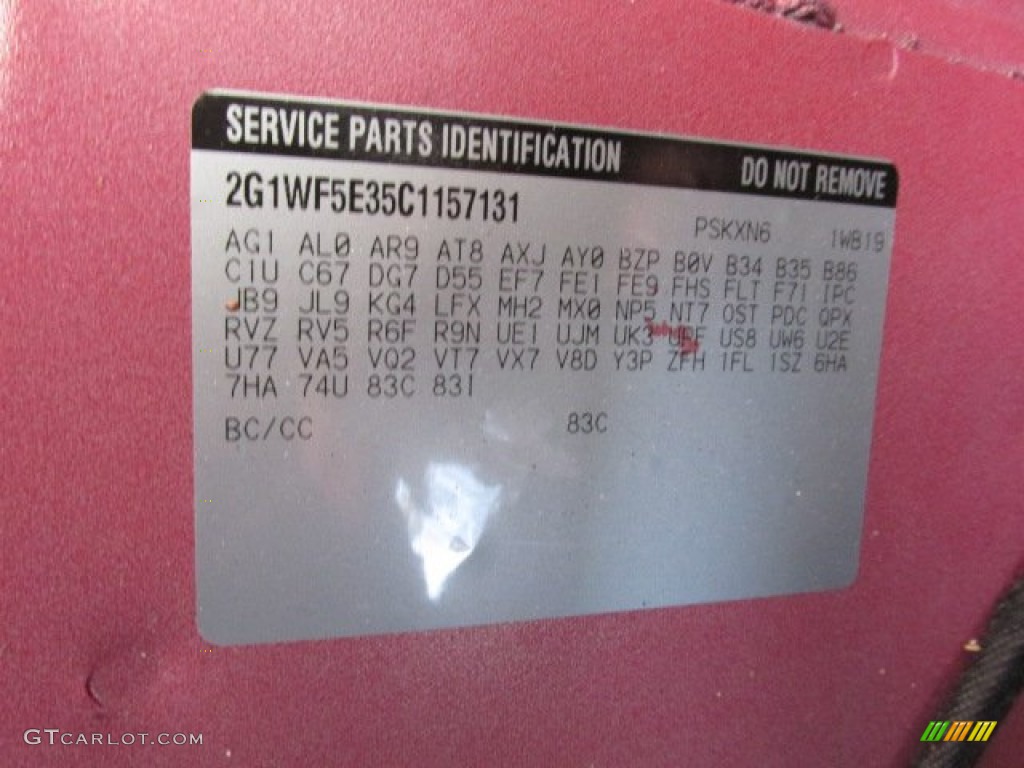 SERVICE PARTS IDENTIFICATION DO NOT REMOVE
2G1WF5E35C1157131
PSKXN6 1WB19
AG1 AL0 AR9 AT8 AXJ AY0 BZP B0V B34 B35 B86
C1U C67 DG7 D55 EF7 FE1 FE9 FHS FLT F71 IPC
JB9 JL9 KG4 LFX MH2 MX0 NP5 NT7 OST PDC QPX
RVZ RV5 R6F R9N UE1 UJM UK3 US8 UW6 U2E
U77 VA5 VQ2 VT7 VX7 V8D Y3P ZFH 1FL 1SZ 6HA
7HA 74U 83C 83I
BC/CC 83C
GTCARLOT.COM